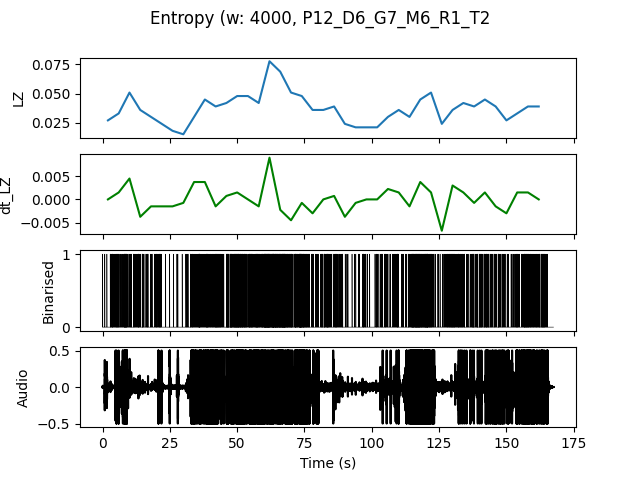 Entropy (w: 4000, P12_D6_G7_M6_R1_T2
0.075
0.050
0.025
LZ
0.005
0.000
−0.005
dt_LZ
1
0
Binarised
0.5
0.0
−0.5
Audio
0 25 50 75 100 125 150 175
Time (s)